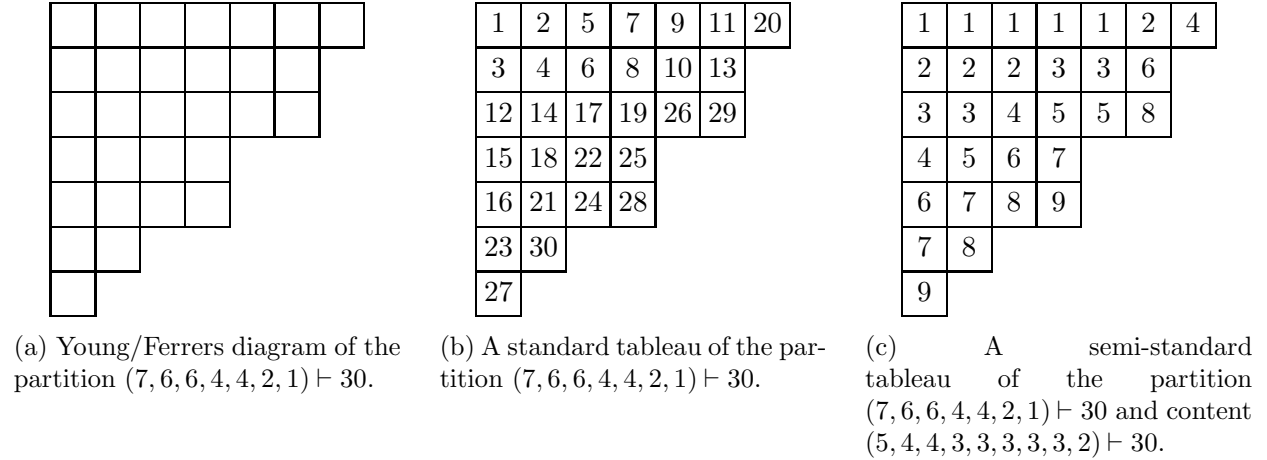 1 2 5 7 9 11 20
3 4 6 8 10 13
12 14 17 19 26 29
15 18 22 25
16 21 24 28
23 30
27
1 1 1 1 1 2 4
2 2 2 3 3 6
3 3 4 5 5 8
4 5 6 7
6 7 8 9
7 8
9
(a) Young/Ferrers diagram of the
partition (7, 6, 6, 4, 4, 2, 1) ⊢ 30.
(b) A standard tableau of the par-
tition (7, 6, 6, 4, 4, 2, 1) ⊢ 30.
(c) A semi-standard
tableau of the partition
(7, 6, 6, 4, 4, 2, 1) ⊢ 30 and content
(5, 4, 4, 3, 3, 3, 3, 3, 2) ⊢ 30.